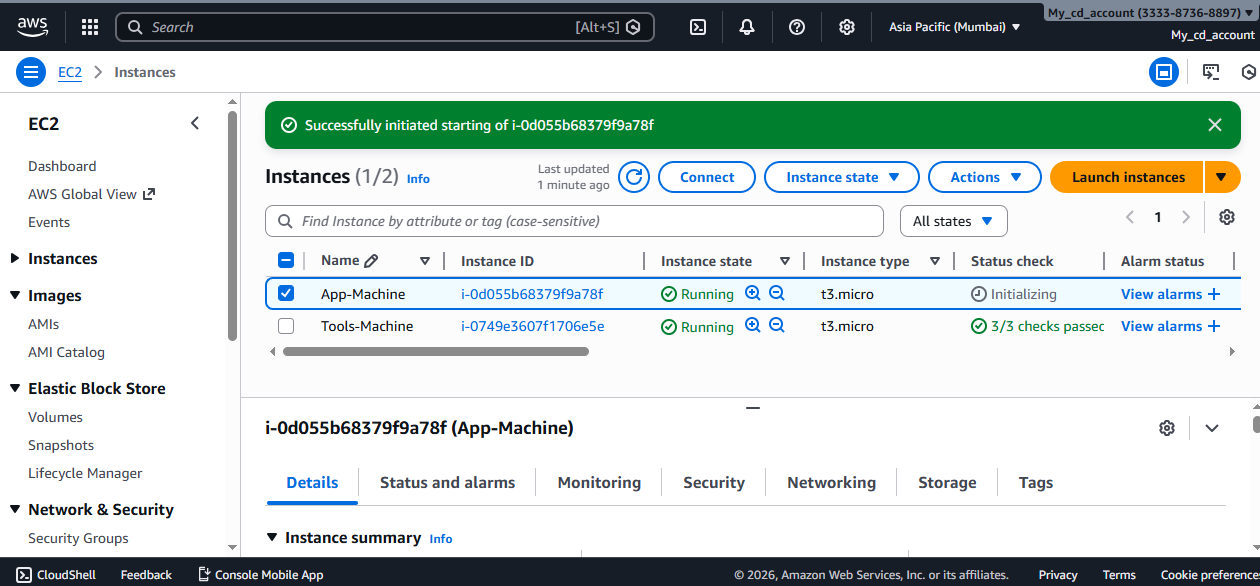 aws
Search [Alt+S]
Asia Pacific (Mumbai)
My_cd_account (3333-8736-8897)
My_cd_account
EC2 Instances
EC2
Dashboard
AWS Global View
Events
Instances
Images
AMIs
AMI Catalog
Elastic Block Store
Volumes
Snapshots
Lifecycle Manager
Network & Security
Security Groups
Successfully initiated starting of i-0d055b68379f9a78f
Instances (1/2) Info
Last updated
1 minute ago
Connect Instance state Actions Launch instances
Find Instance by attribute or tag (case-sensitive) All states 1
Name Instance ID Instance state Instance type Status check Alarm status
App-Machine i-0d055b68379f9a78f Running t3.micro Initializing View alarms +
Tools-Machine i-0749e3607f1706e5e Running t3.micro 3/3 checks passed View alarms +
i-0d055b68379f9a78f (App-Machine)
Details Status and alarms Monitoring Security Networking Storage Tags
Instance summary Info
CloudShell Feedback Console Mobile App © 2026, Amazon Web Services, Inc. or its affiliates. Privacy Terms Cookie preference